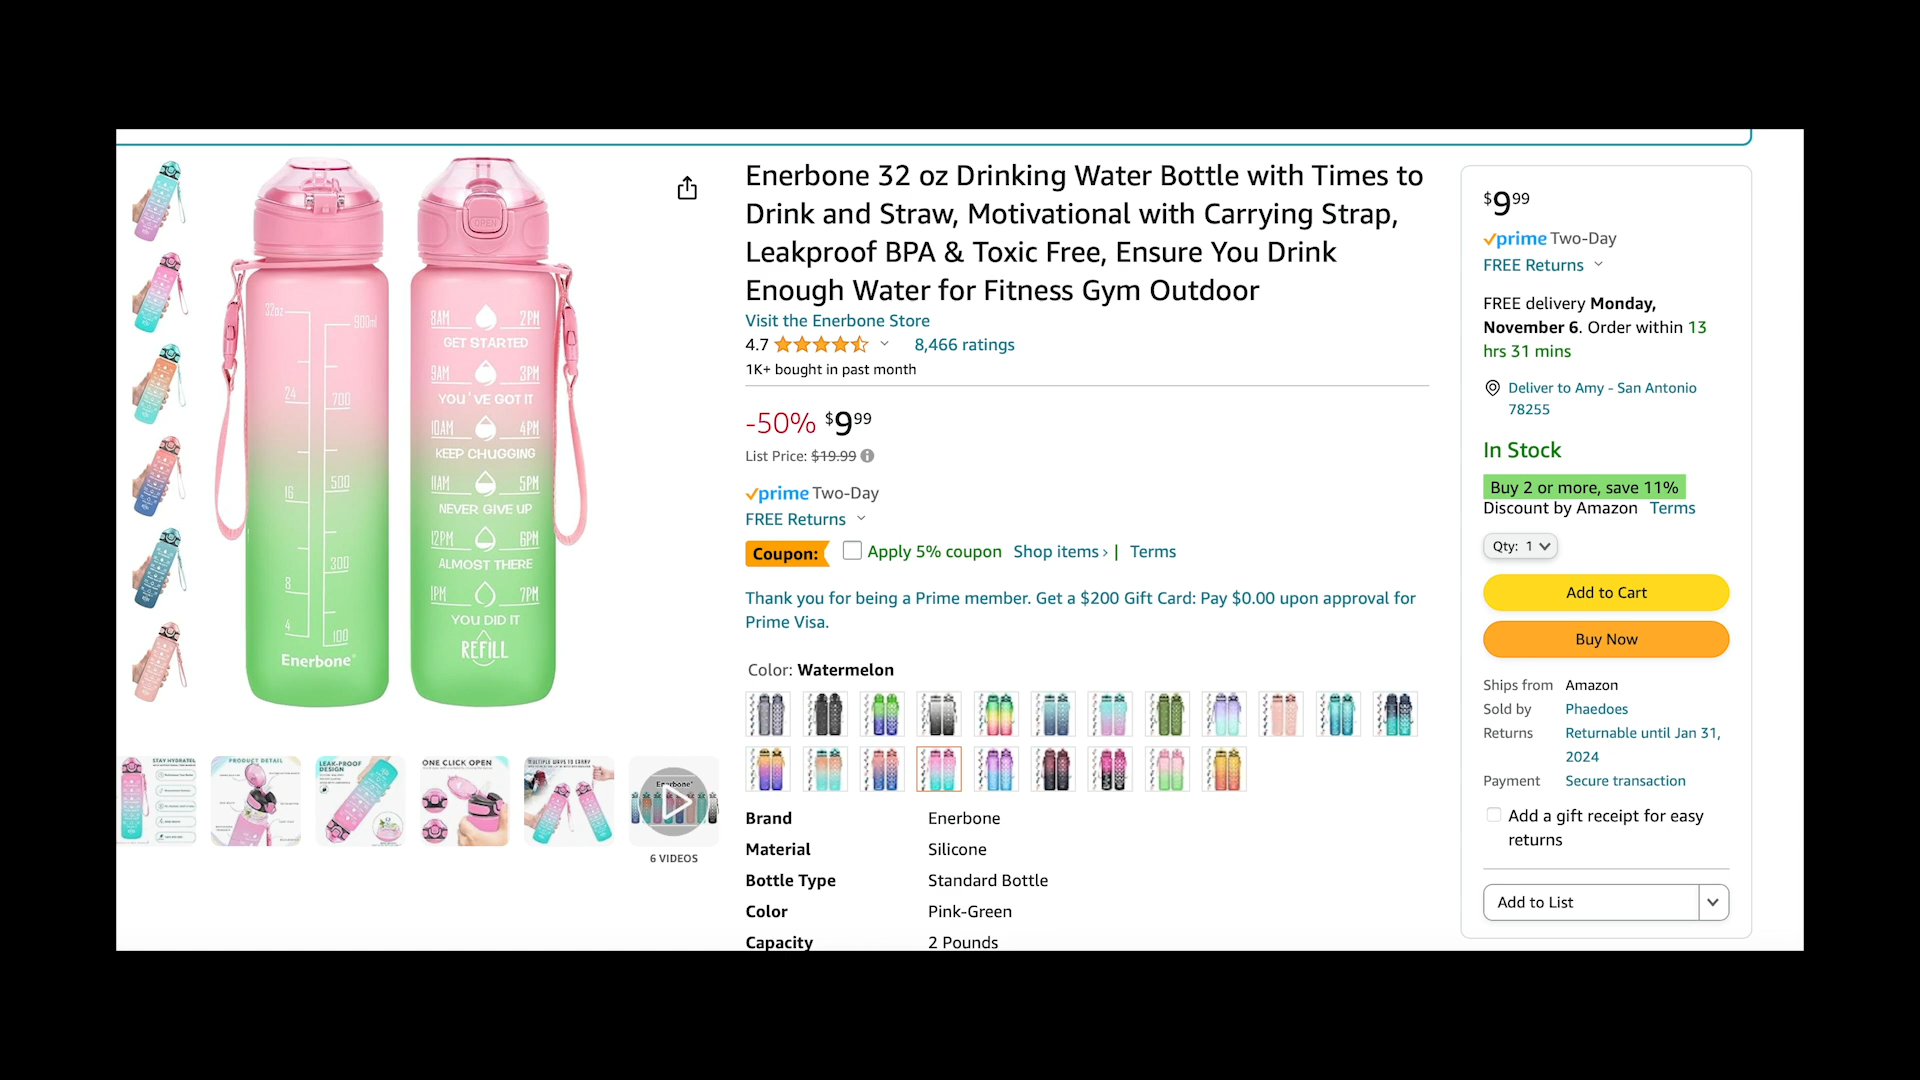 32oz
900ml
24
700
16
500
300
8
4
100
Enerbone
OPEN
8AM 2PM
GET STARTED
9AM 3PM
YOU'VE GOT IT
10AM 4PM
KEEP CHUGGING
11AM 5PM
NEVER GIVE UP
12PM 6PM
ALMOST THERE
1PM 7PM
YOU DID IT
REFILL
STAY HYDRATED
PRODUCT DETAIL
LEAK-PROOF
DESIGN
ONE CLICK OPEN
MULTIPLE WAYS TO CARRY
Enerbone
6 VIDEOS
Enerbone 32 oz Drinking Water Bottle with Times to
Drink and Straw, Motivational with Carrying Strap,
Leakproof BPA & Toxic Free, Ensure You Drink
Enough Water for Fitness Gym Outdoor
Visit the Enerbone Store
4.7 8,466 ratings
1K+ bought in past month
-50% $9.99
List Price: $19.99
prime Two-Day
FREE Returns
Coupon: Apply 5% coupon Shop items › | Terms
Thank you for being a Prime member. Get a $200 Gift Card: Pay $0.00 upon approval for
Prime Visa.
Color: Watermelon
Brand Enerbone
Material Silicone
Bottle Type Standard Bottle
Color Pink-Green
Capacity 2 Pounds
$9.99
prime Two-Day
FREE Returns
FREE delivery Monday,
November 6. Order within 13
hrs 31 mins
Deliver to Amy - San Antonio
78255
In Stock
Buy 2 or more, save 11%
Discount by Amazon Terms
Qty: 1
Add to Cart
Buy Now
Ships from Amazon
Sold by Phaedoes
Returns Returnable until Jan 31,
2024
Payment Secure transaction
Add a gift receipt for easy
returns
Add to List